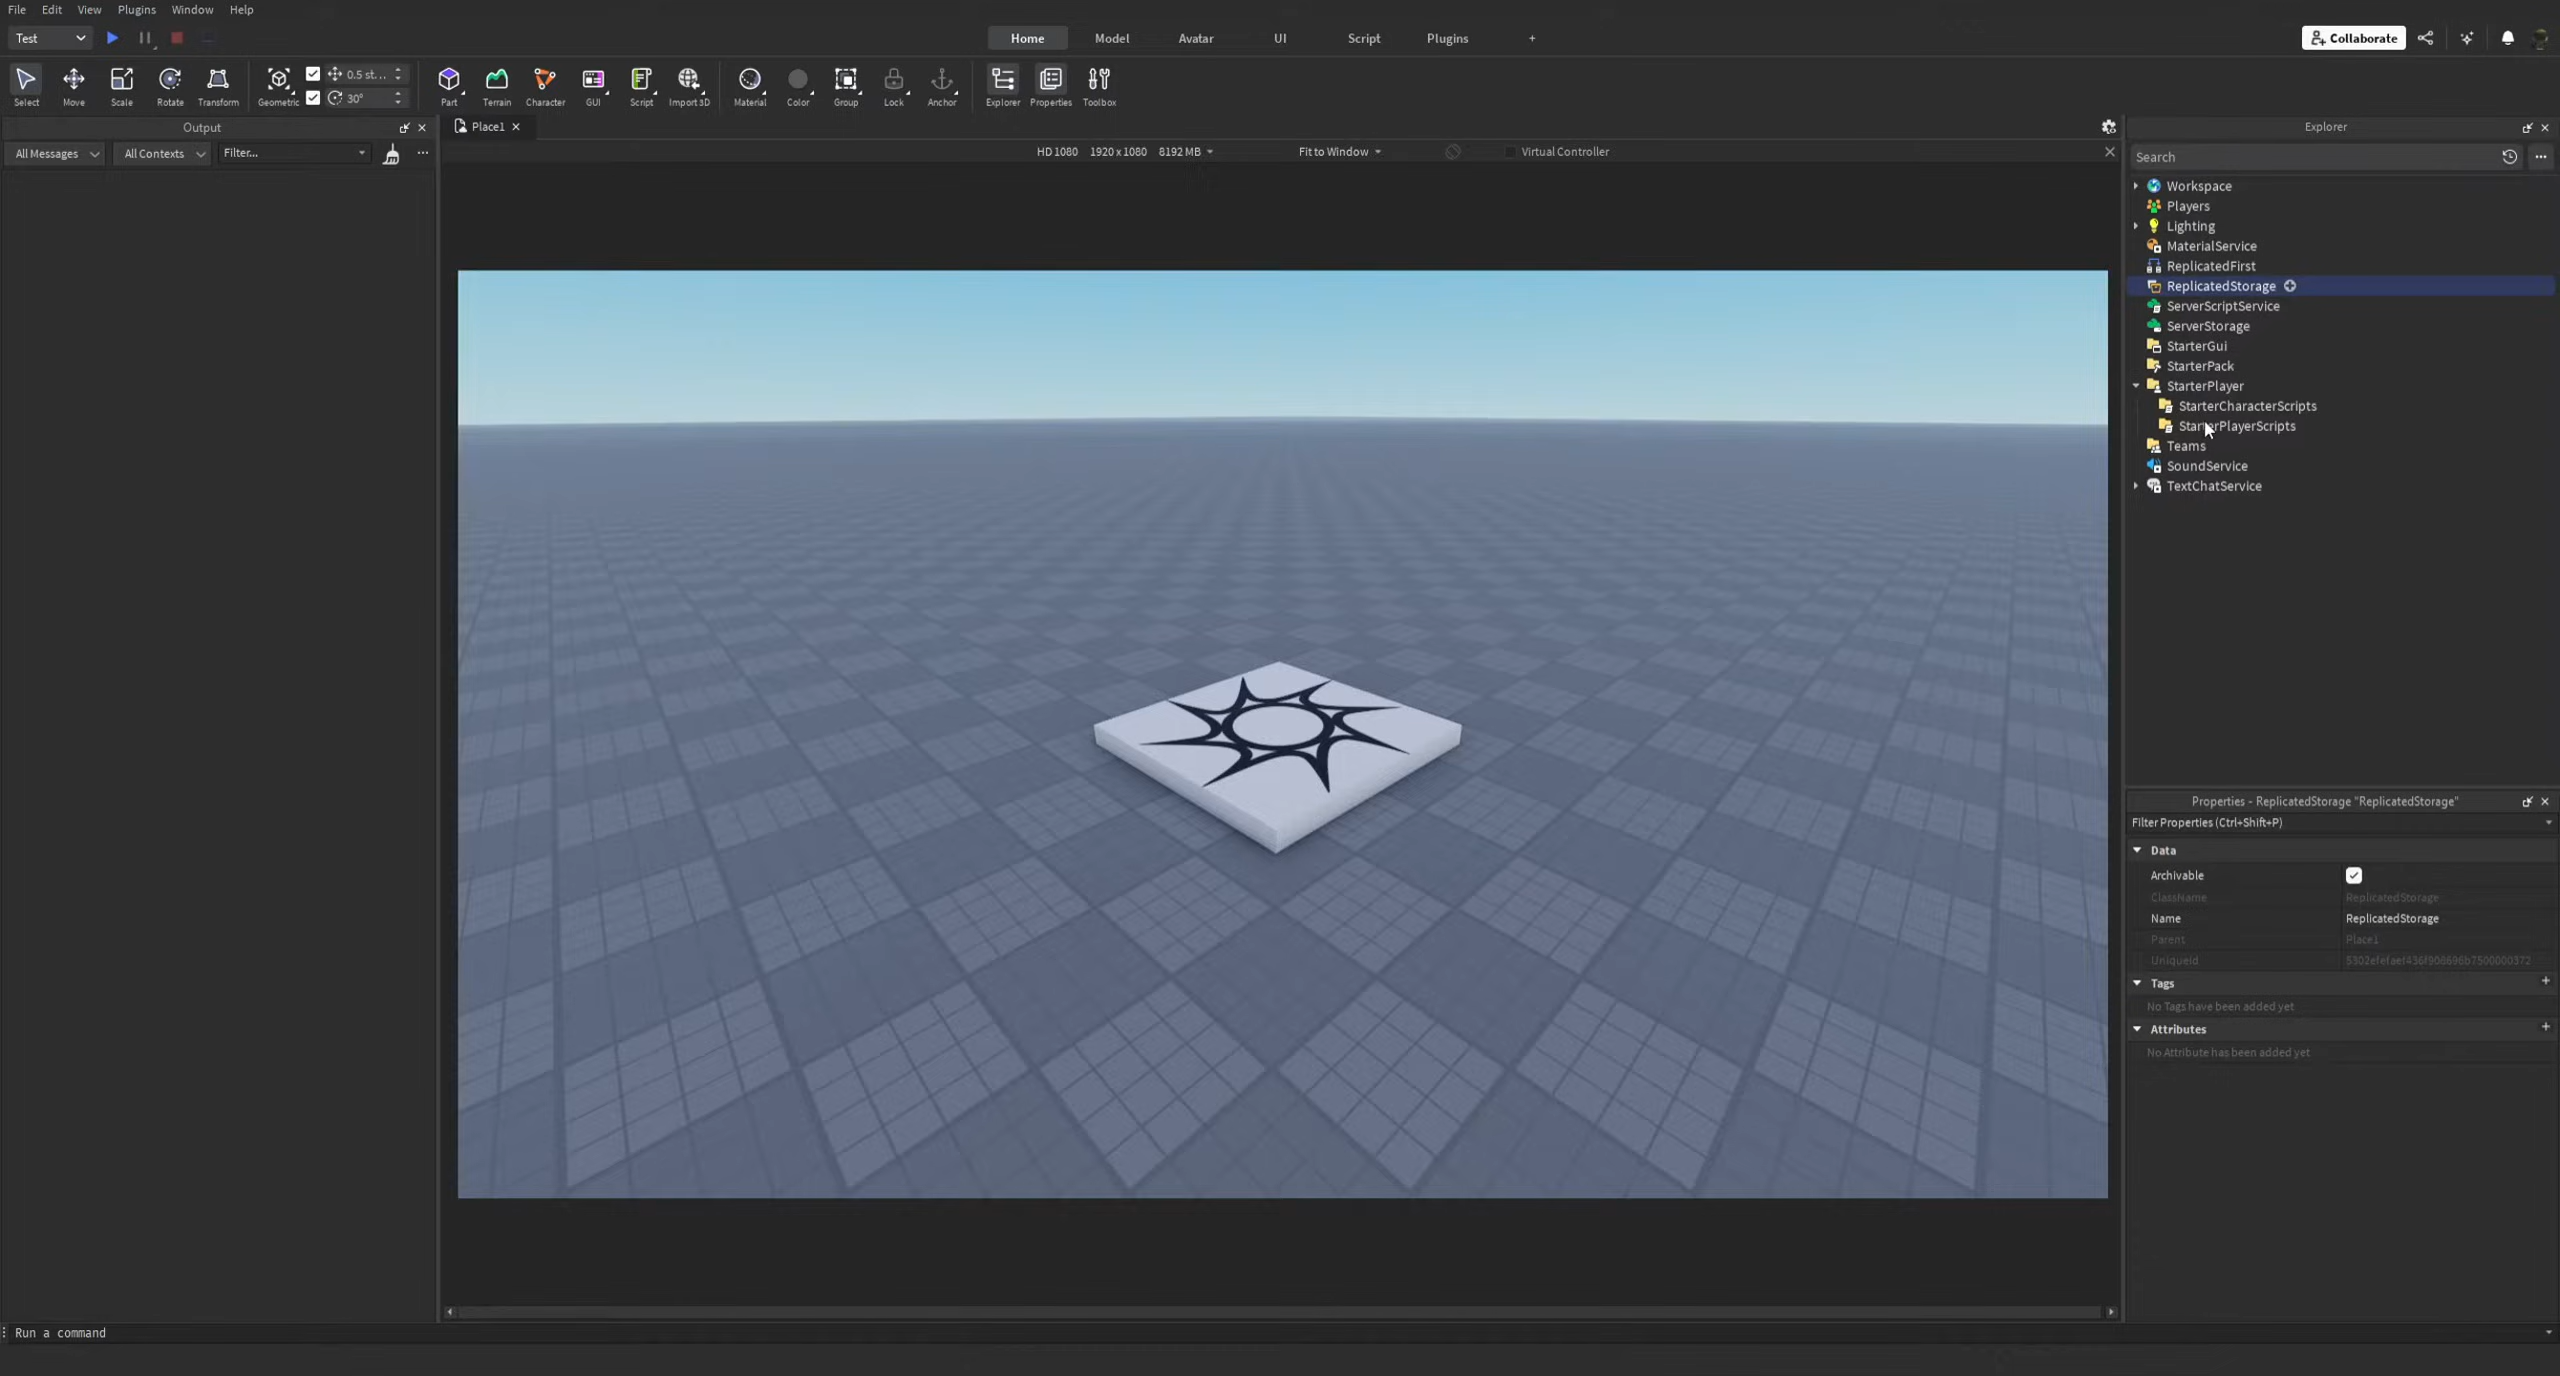 File Edit View Plugins Window Help
Test
Home Model Avatar UI Script Plugins +
Collaborate
Select Move Scale Rotate Transform Geometric
0.5 st...
30°
Part Terrain Character GUI Script Import 3D Material Color Group Lock Anchor Explorer Properties Toolbox
Output
All Messages All Contexts Filter... ...
Place1
HD 1080 1920 x 1080 8192 MB Fit to Window Virtual Controller
Explorer
Search
Workspace
Players
Lighting
MaterialService
ReplicatedFirst
ReplicatedStorage
ServerScriptService
ServerStorage
StarterGui
StarterPack
StarterPlayer
StarterCharacterScripts
StarterPlayerScripts
Teams
SoundService
TextChatService
Properties - ReplicatedStorage "ReplicatedStorage"
Filter Properties (Ctrl+Shift+P)
Data
Archivable
ClassName ReplicatedStorage
Name ReplicatedStorage
Parent Place1
UniqueId
Tags +
No Tags have been added yet
Attributes +
No Attribute has been added yet
Run a command